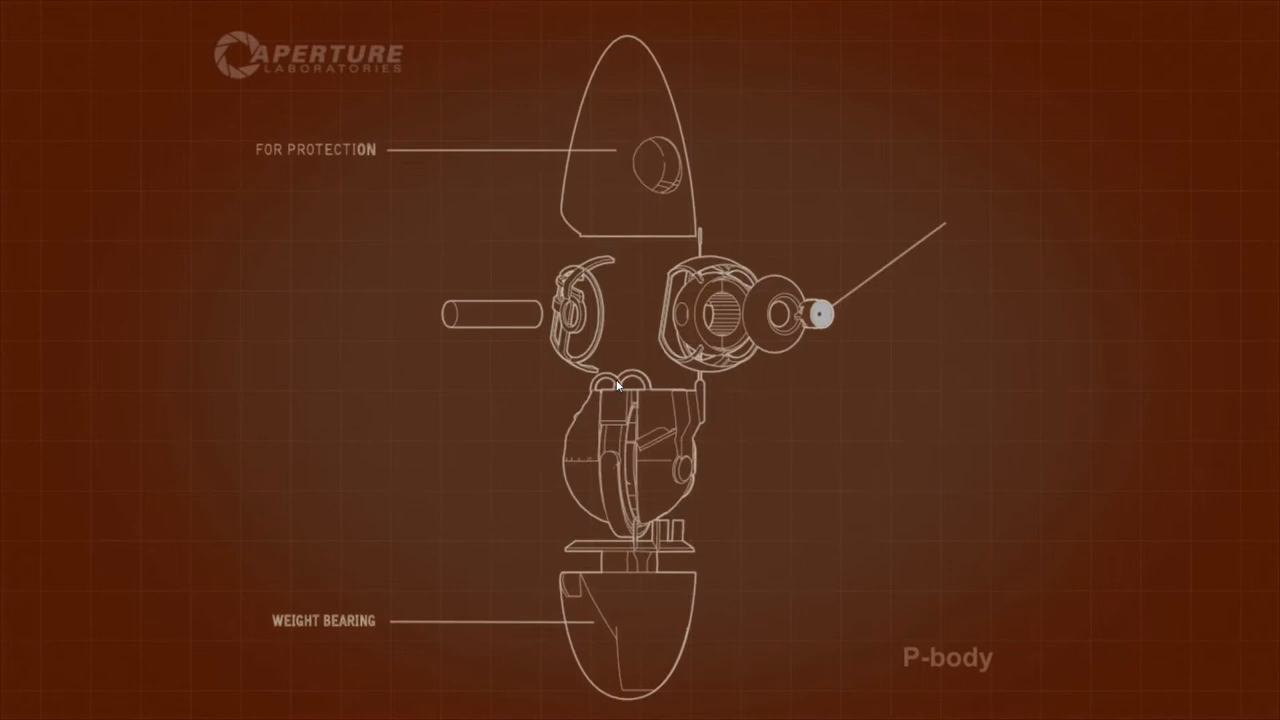 APERTURE
LABORATORIES
FOR PROTECTION
WEIGHT BEARING
P-body